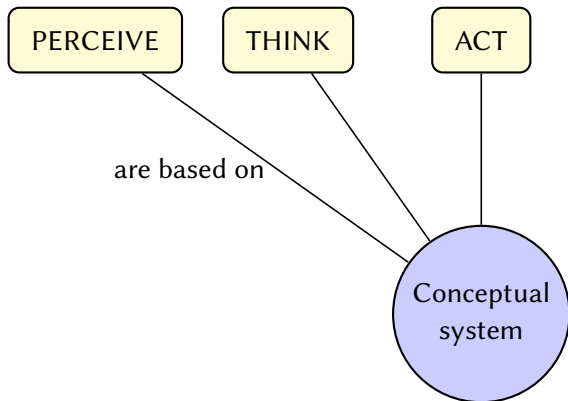 PERCEIVE
THINK
ACT
are based on
Conceptual
system